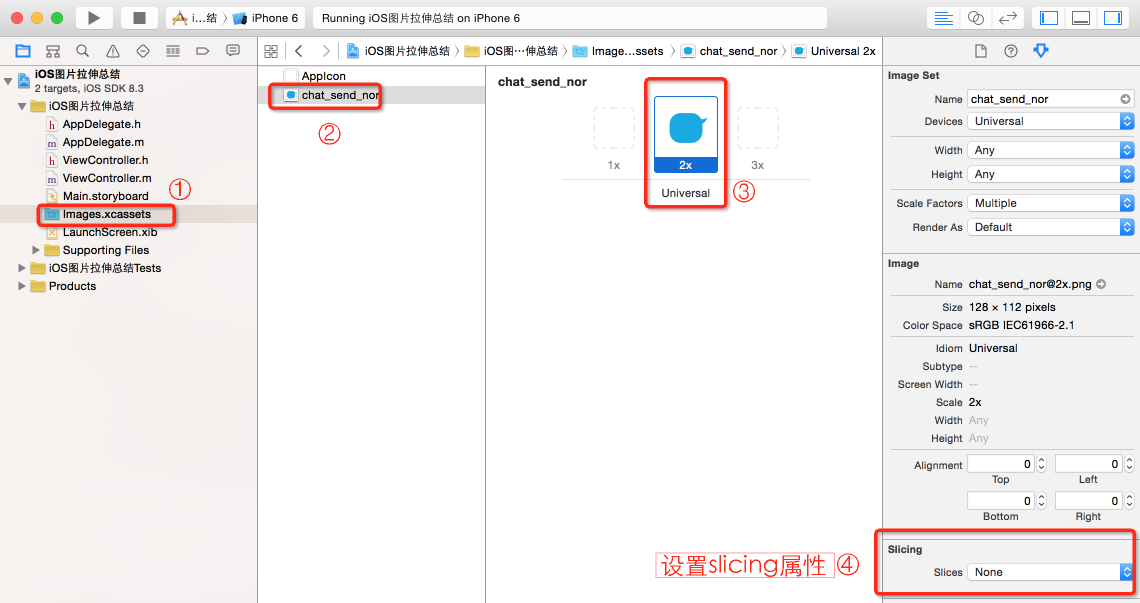 i...结 〉 iPhone 6
Running iOS图片拉伸总结 on iPhone 6
iOS图片拉伸总结 〉 iOS图…伸总结 〉 Image…ssets 〉 chat_send_nor 〉 Universal 2x
iOS图片拉伸总结
2 targets, iOS SDK 8.3
iOS图片拉伸总结
h AppDelegate.h
m AppDelegate.m
h ViewController.h
m ViewController.m
Main.storyboard
①
Images.xcassets
LaunchScreen.xib
Supporting Files
iOS图片拉伸总结Tests
Products
AppIcon
chat_send_nor
②
chat_send_nor
1x
2x
3x
Universal
③
设置slicing属性 ④
Image Set
Name chat_send_nor
Devices Universal
Width Any
Height Any
Scale Factors Multiple
Render As Default
Image
Name chat_send_nor@2x.png
Size 128 × 112 pixels
Color Space sRGB IEC61966-2.1
Idiom Universal
Subtype --
Screen Width --
Scale 2x
Width Any
Height Any
Alignment 0 0
Top Left
0 0
Bottom Right
Slicing
Slices None